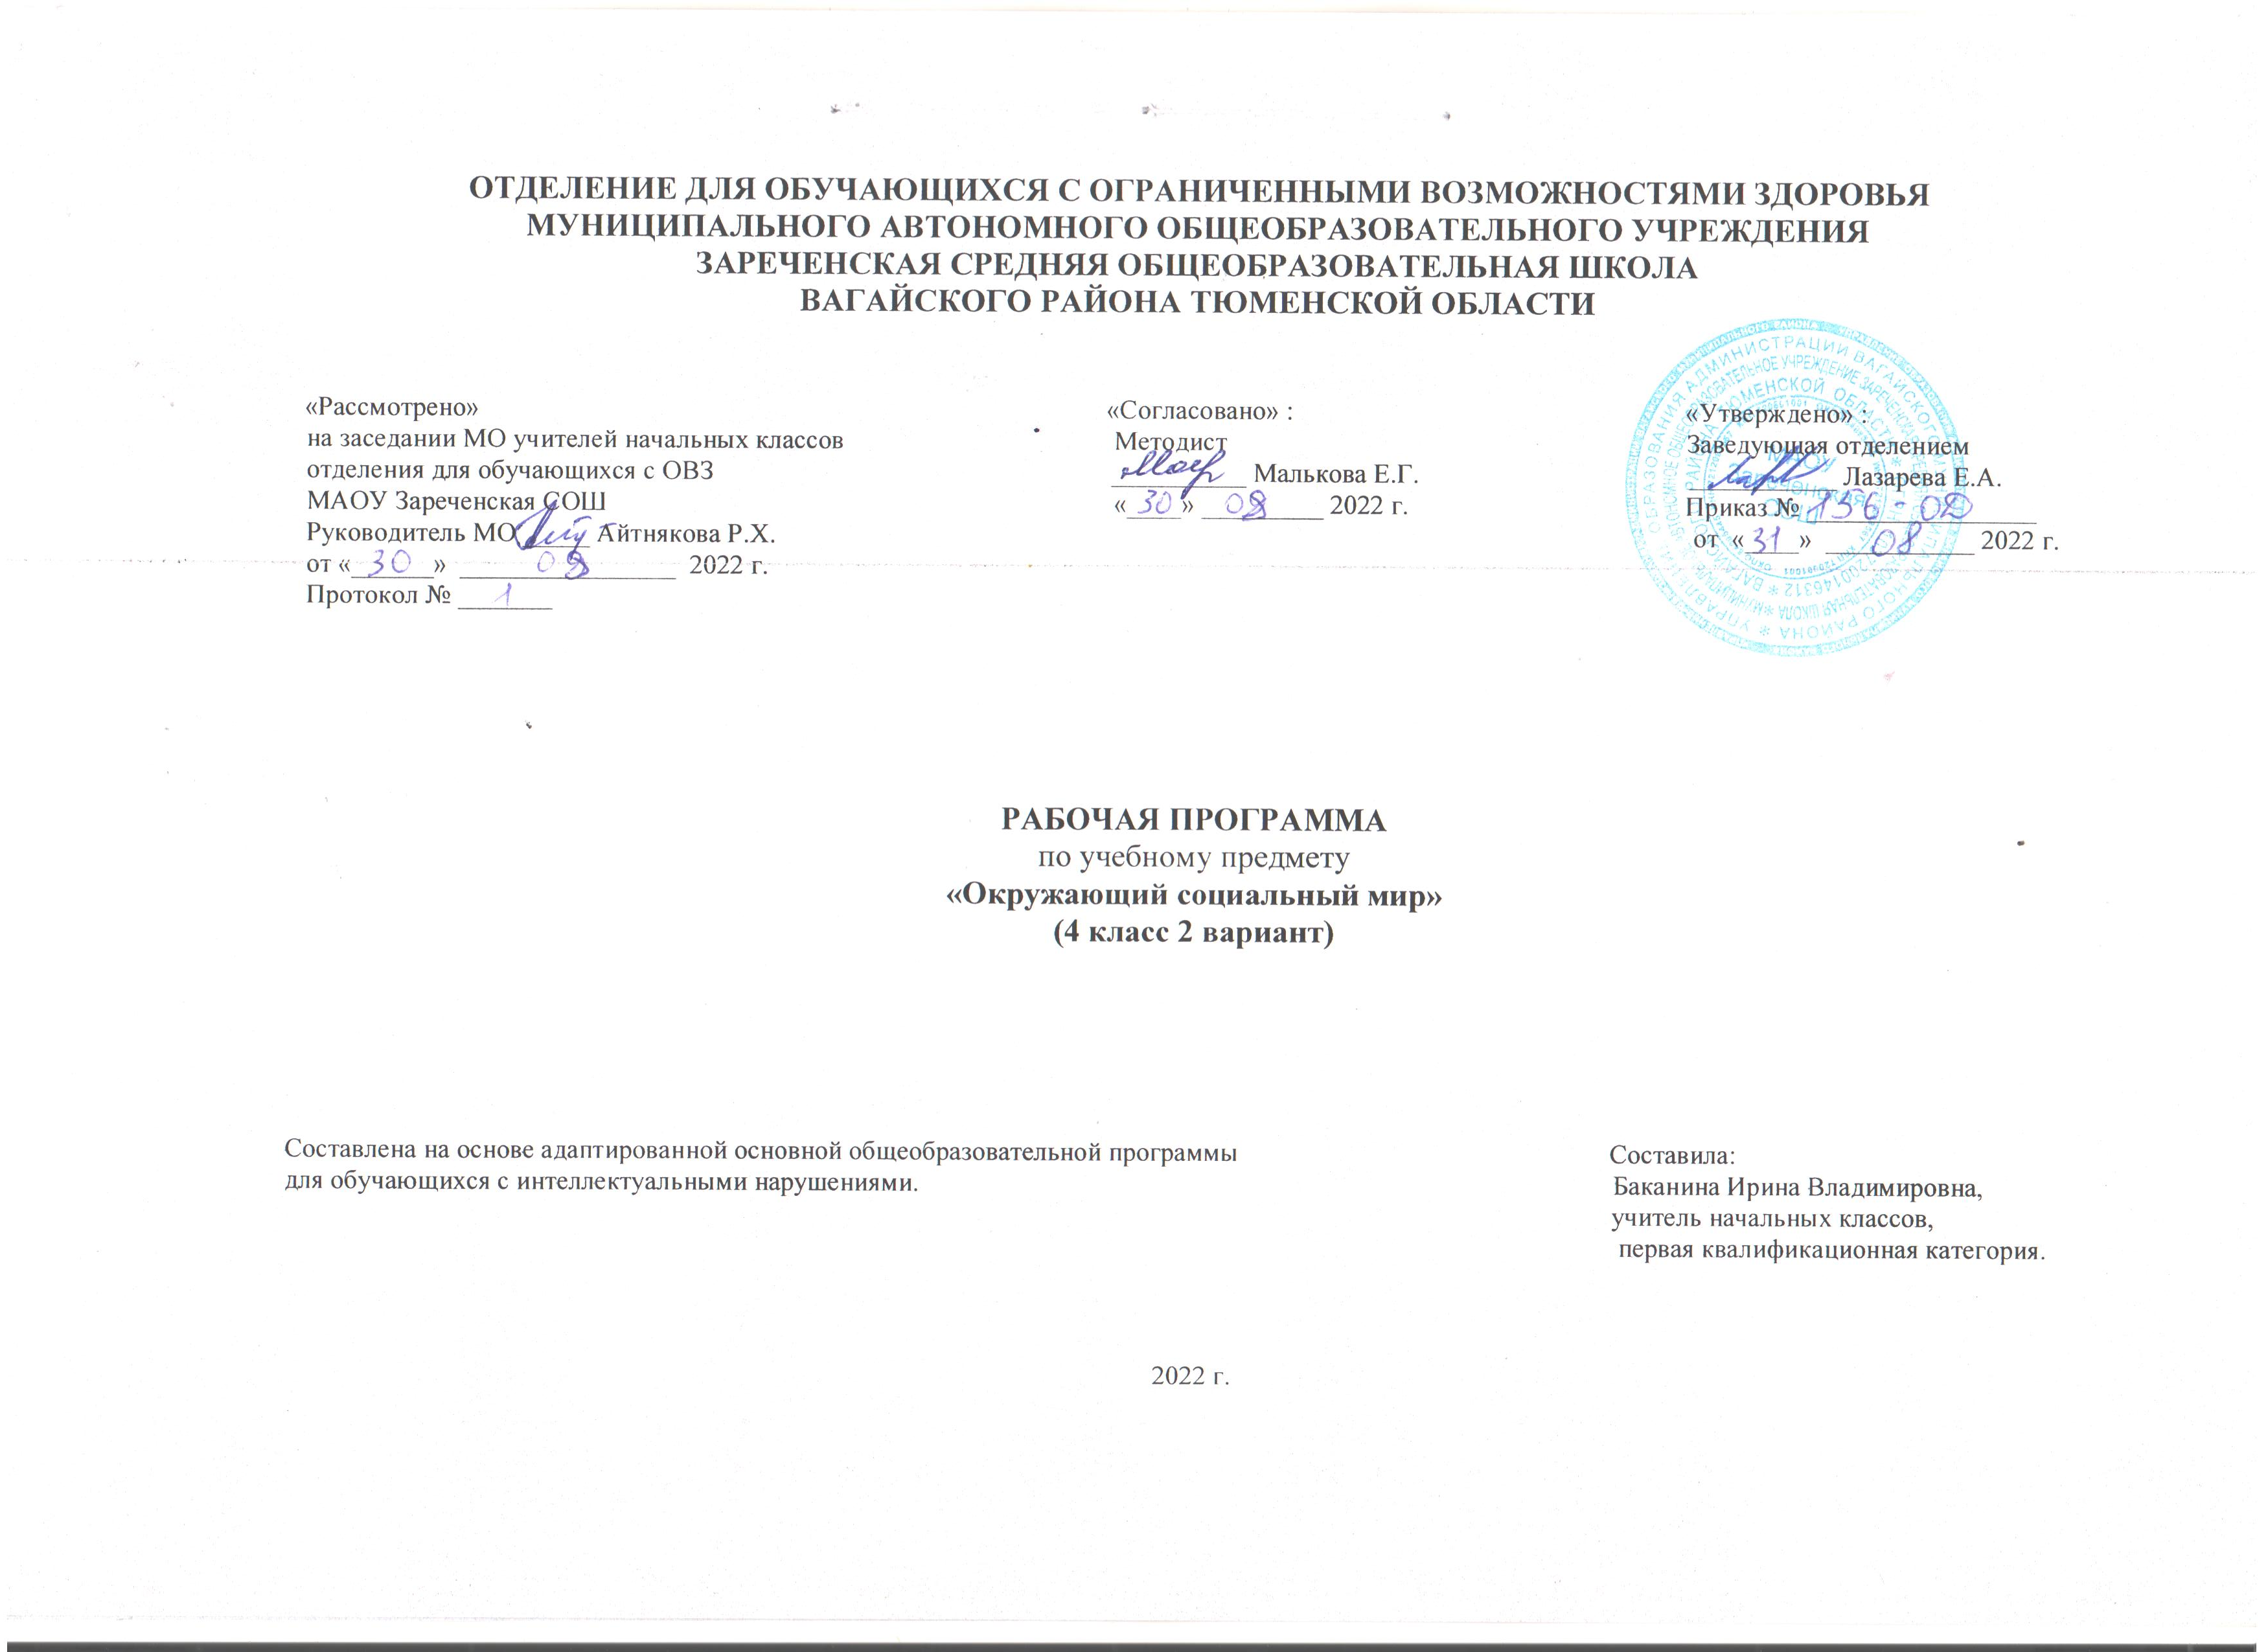 ОТДЕЛЕНИЕ ДЛЯ ОБУЧАЮЩИХСЯ С ОГРАНИЧЕННЫМИ ВОЗМОЖНОСТЯМИ ЗДОРОВЬЯ
МУНИЦИПАЛЬНОГО АВТОНОМНОГО ОБЩЕОБРАЗОВАТЕЛЬНОГО УЧРЕЖДЕНИЯ
ЗАРЕЧЕНСКАЯ СРЕДНЯЯ ОБЩЕОБРАЗОВАТЕЛЬНАЯ ШКОЛА
ВАГАЙСКОГО РАЙОНА ТЮМЕНСКОЙ ОБЛАСТИ
«Рассмотрено»
на заседании МО учителей начальных классов
отделения для обучающихся с ОВЗ
МАОУ Зареченская СОШ
Руководитель МО Айтнякова Р.Х.
от «30» 08 2022 г.
Протокол № 1
«Согласовано» :
Методист
Малькова Е.Г.
«30» 08 2022 г.
«Утверждено» :
Заведующая отделением
Лазарева Е.А.
Приказ № 156-ОД
от «31» 08 2022 г.
МАОУ
Зареченская
СОШ
РАБОЧАЯ ПРОГРАММА
по учебному предмету
«Окружающий социальный мир»
(4 класс 2 вариант)
Составлена на основе адаптированной основной общеобразовательной программы
для обучающихся с интеллектуальными нарушениями.
Составила:
Баканина Ирина Владимировна,
учитель начальных классов,
первая квалификационная категория.
2022 г.